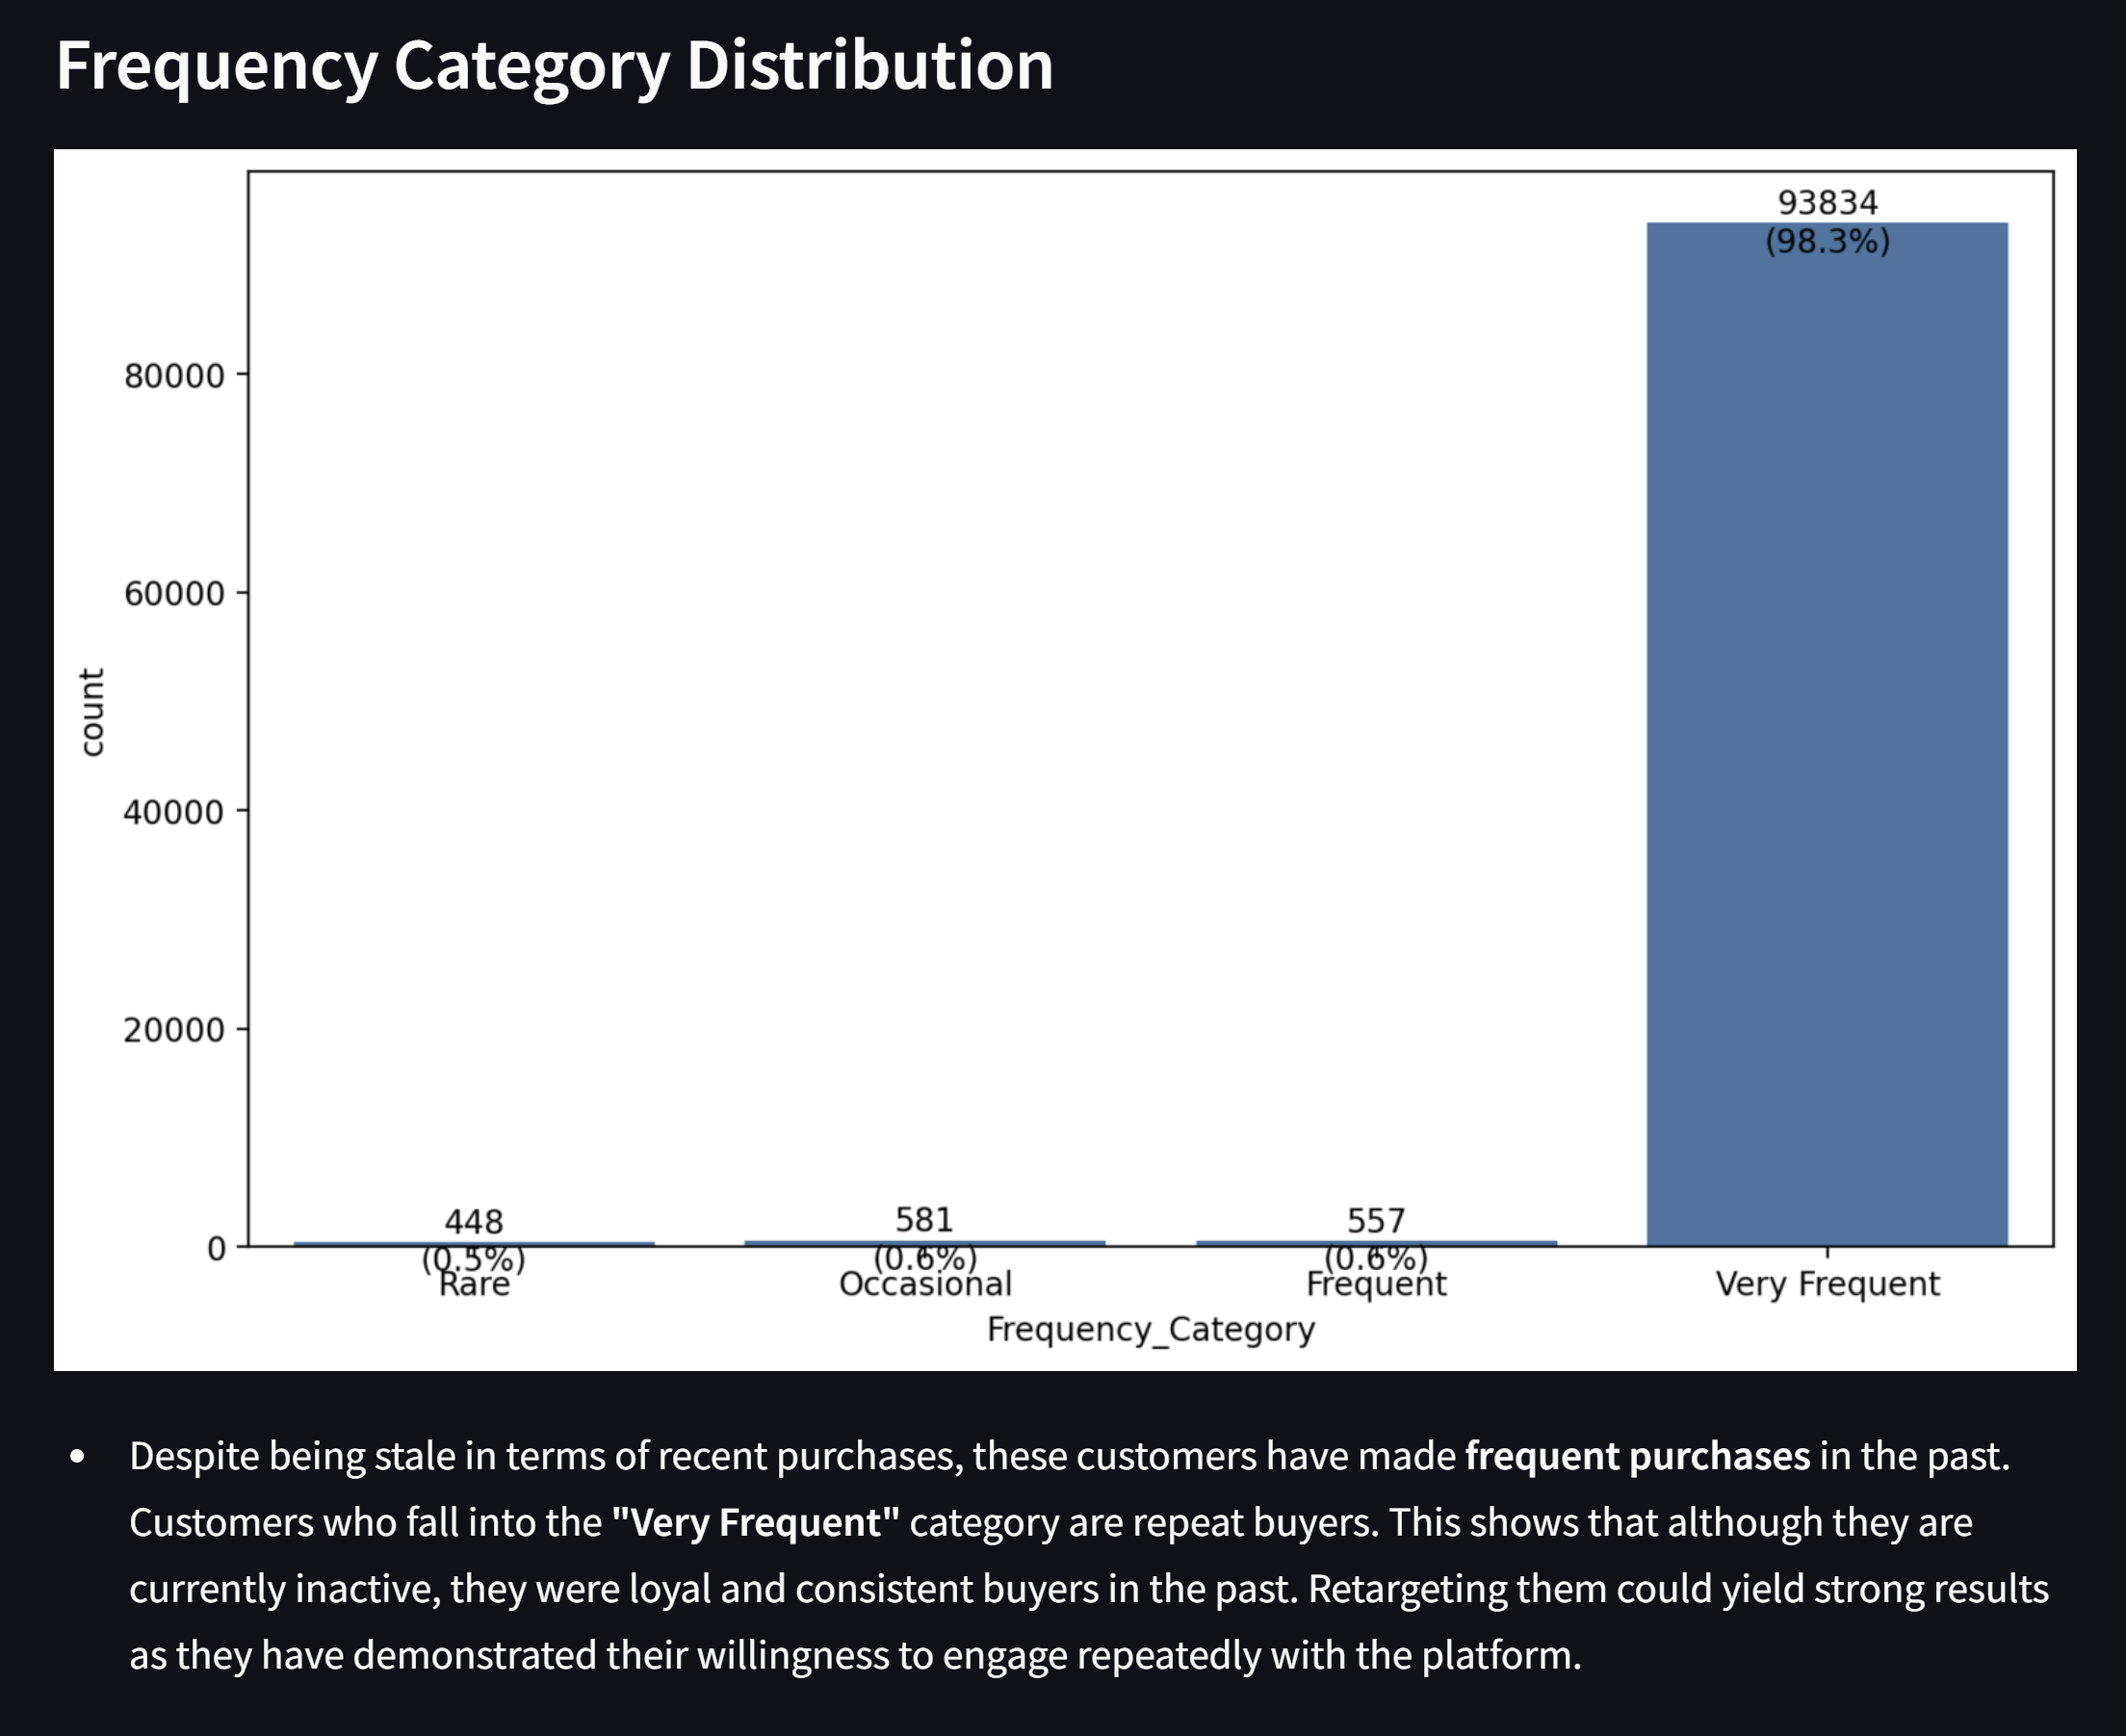 Frequency Category Distribution
93834
(98.3%)
80000
60000
count
40000
20000
448
581
557
0
(0.5%)
(0.6%)
(0.6%)
Rare
Occasional
Frequent
Very Frequent
Frequency_Category
• Despite being stale in terms of recent purchases, these customers have made frequent purchases in the past.
Customers who fall into the "Very Frequent" category are repeat buyers. This shows that although they are
currently inactive, they were loyal and consistent buyers in the past. Retargeting them could yield strong results
as they have demonstrated their willingness to engage repeatedly with the platform.